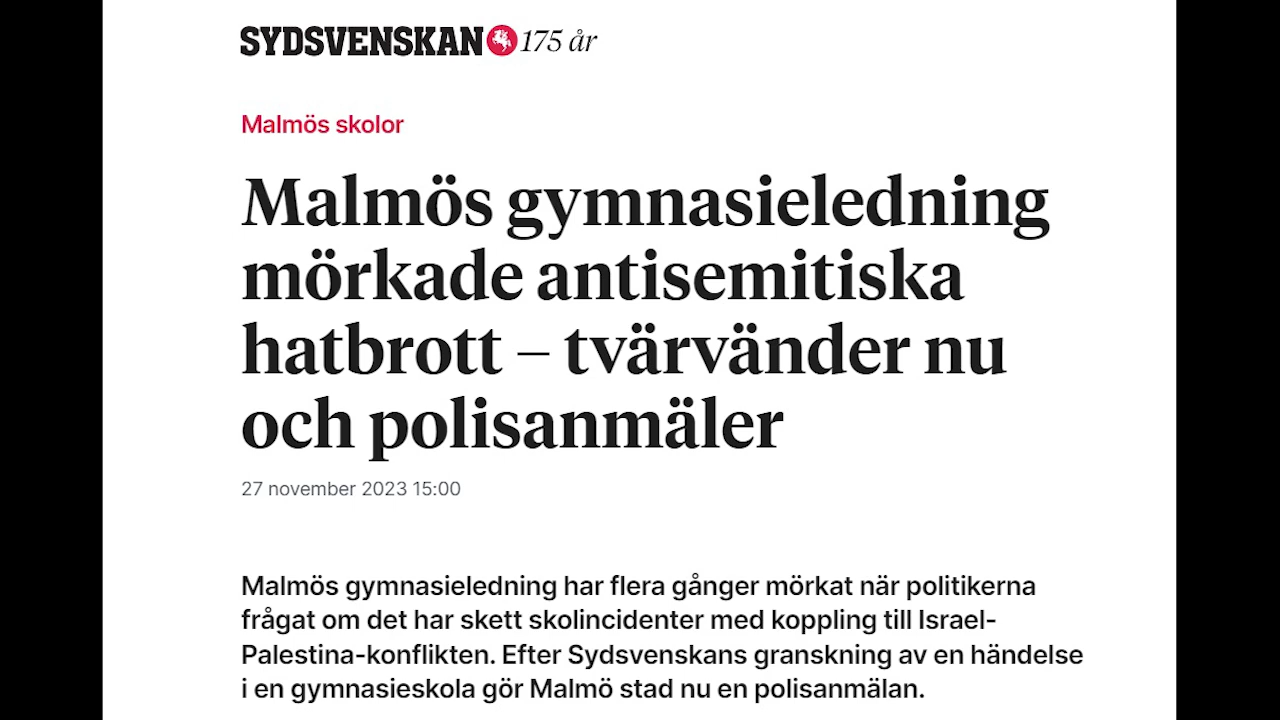 SYDSVENSKAN 175 år
Malmös skolor
Malmös gymnasieledning
mörkade antisemitiska
hatbrott – tvärvänder nu
och polisanmäler
27 november 2023 15:00
Malmös gymnasieledning har flera gånger mörkat när politikerna
frågat om det har skett skolincidenter med koppling till Israel-
Palestina-konflikten. Efter Sydsvenskans granskning av en händelse
i en gymnasieskola gör Malmö stad nu en polisanmälan.